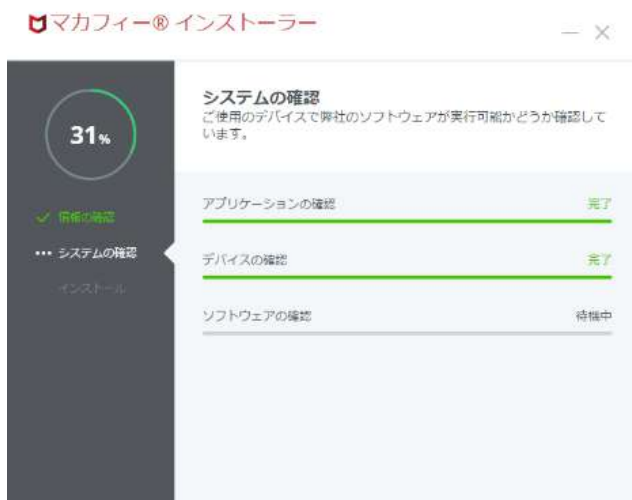 マカフィー® インストーラー
31%
✓ 情報の確認
••• システムの確認
インストール
システムの確認
ご使用のデバイスで弊社のソフトウェアが実行可能かどうか確認して
います。
アプリケーションの確認 完了
デバイスの確認 完了
ソフトウェアの確認 待機中